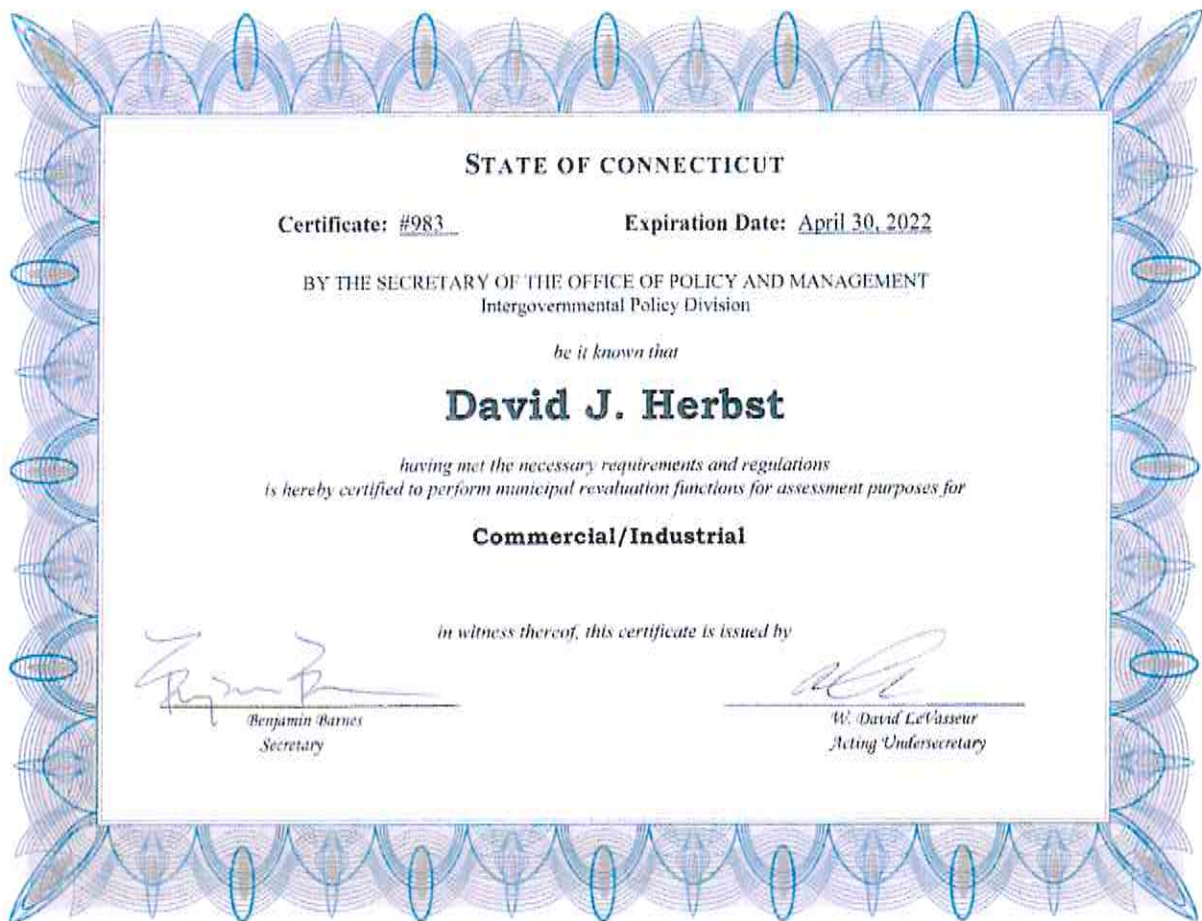 STATE OF CONNECTICUT
Certificate: #983 Expiration Date: April 30, 2022
BY THE SECRETARY OF THE OFFICE OF POLICY AND MANAGEMENT
Intergovernmental Policy Division
be it known that
David J. Herbst
having met the necessary requirements and regulations
is hereby certified to perform municipal revaluation functions for assessment purposes for
Commercial/Industrial
in witness thereof, this certificate is issued by
Benjamin Barnes
Secretary
W. David LeVasseur
Acting Undersecretary